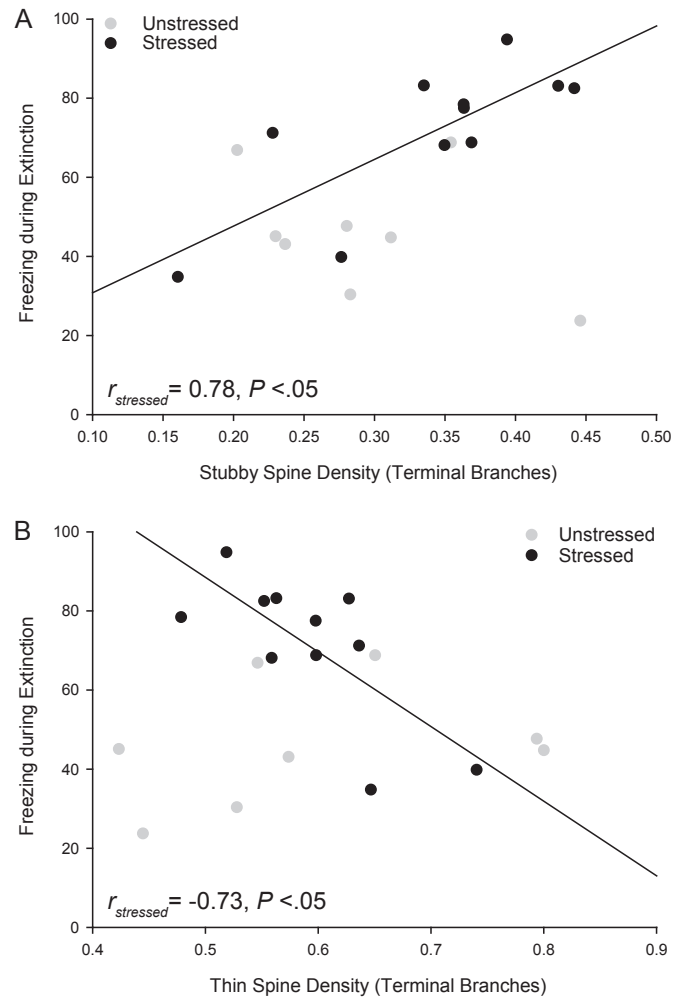 A
Unstressed
Stressed
100
80
60
40
20
0
Freezing during Extinction
r stressed = 0.78, P <.05
0.10 0.15 0.20 0.25 0.30 0.35 0.40 0.45 0.50
Stubby Spine Density (Terminal Branches)
B
Unstressed
Stressed
100
80
60
40
20
0
Freezing during Extinction
r stressed = -0.73, P <.05
0.4 0.5 0.6 0.7 0.8 0.9
Thin Spine Density (Terminal Branches)